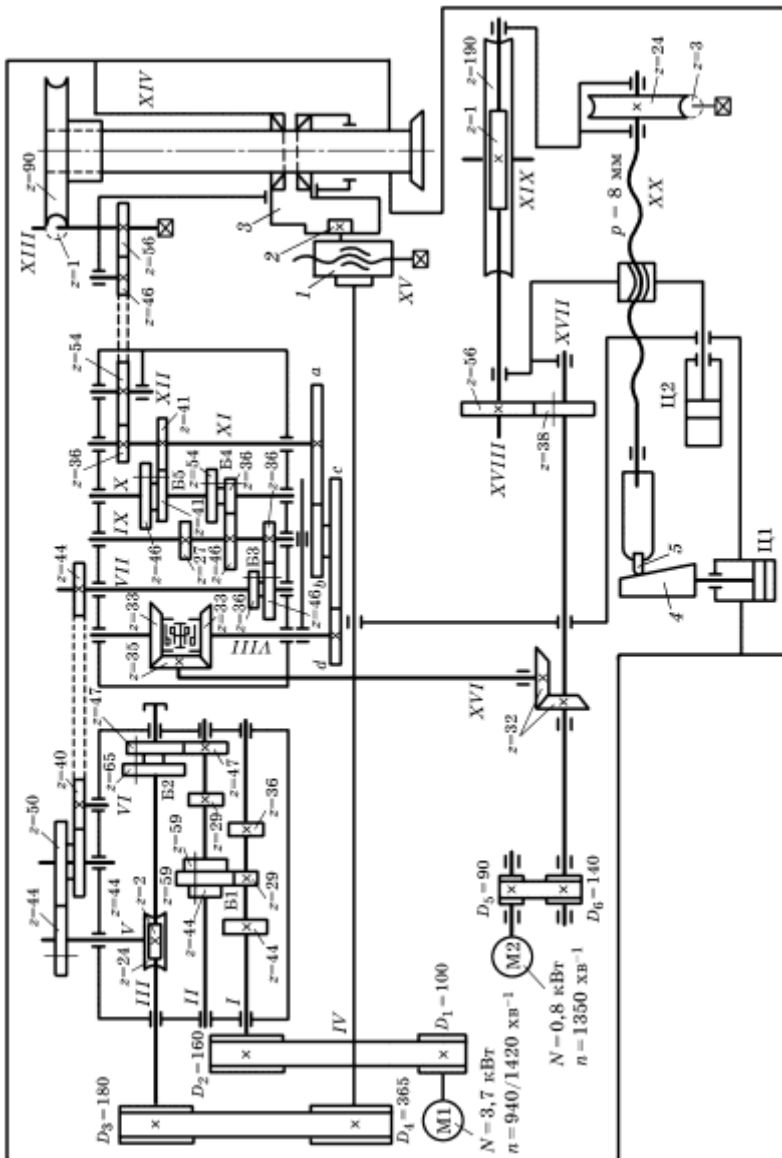 XIV
z=90
XIII
z=1
z=56
z=46
3
2
1
XV
z=190
z=1
XIX
z=24
z=3
p = 8 мм
XX
z=54
z=36
XII
z=41
XI
a
X
Б5
z=54
Б4
z=36
z=36
c
IX
z=46
z=41
z=27
z=46
Б3
b
z=44
VII
z=36
z=46
z=33
z=33
z=35
VIII
d
z=56
XVIII
z=38
XVII
Ц2
5
4
Ц1
z=47
z=40
z=50
z=44
VI
z=65
Б2
z=47
z=36
z=29
z=59
z=29
Б1
z=44
z=44
z=44
V
z=2
z=59
z=24
III
II
I
XVI
z=32
IV
D₃=180
D₂=160
D₁=100
D₄=365
M1
N=3,7 кВт
n=940/1420 хв⁻¹
D₅=90
D₆=140
M2
N=0,8 кВт
n=1350 хв⁻¹